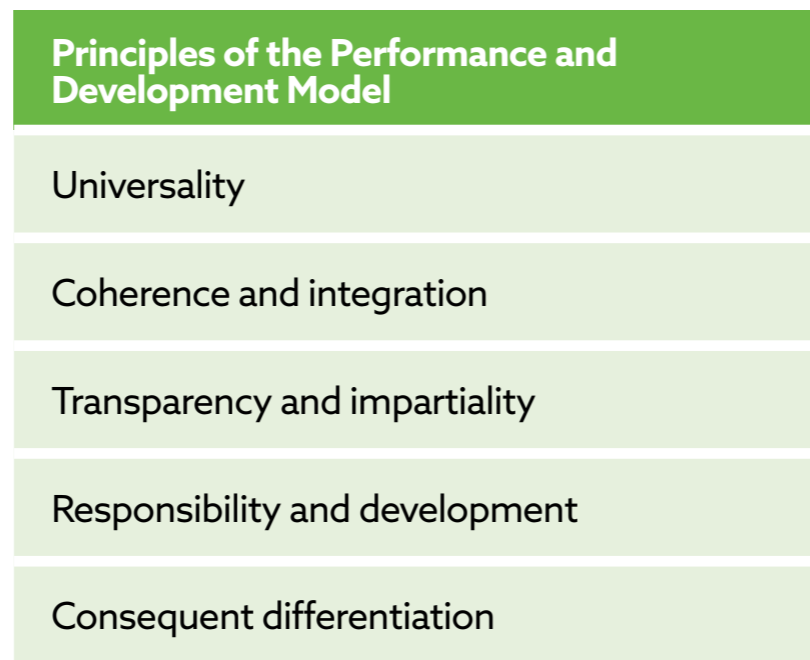 Principles of the Performance and
Development Model
Universality
Coherence and integration
Transparency and impartiality
Responsibility and development
Consequent differentiation